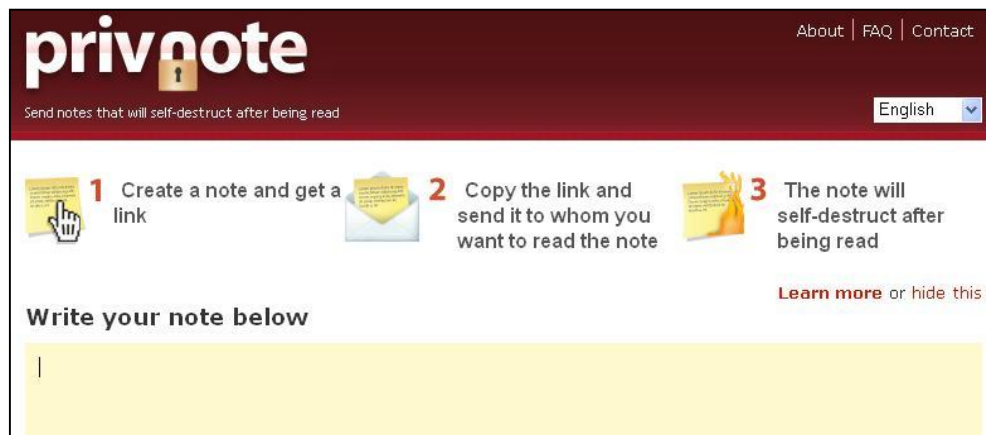 privnote
About | FAQ | Contact
Send notes that will self-destruct after being read
English
1 Create a note and get a
link
2 Copy the link and
send it to whom you
want to read the note
3 The note will
self-destruct after
being read
Learn more or hide this
Write your note below